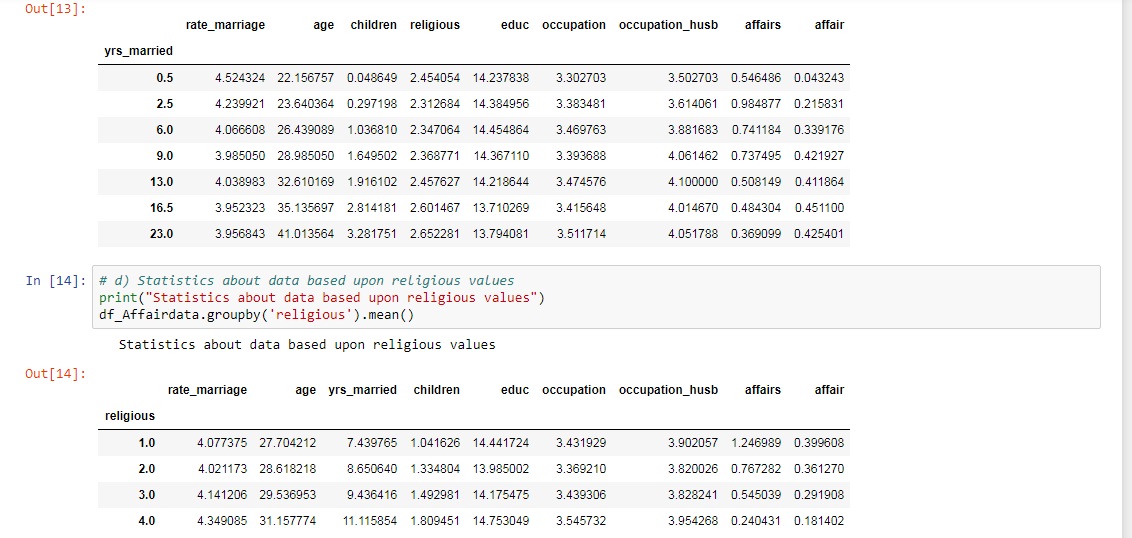 Out[13]:
rate_marriage age children religious educ occupation occupation_husb affairs affair
yrs_married
0.5 4.524324 22.156757 0.048649 2.454054 14.237838 3.302703 3.502703 0.546486 0.043243
2.5 4.239921 23.640364 0.297198 2.312684 14.384956 3.383481 3.614061 0.984877 0.215831
6.0 4.066608 26.439089 1.036810 2.347064 14.454864 3.469763 3.881683 0.741184 0.339176
9.0 3.985050 28.985050 1.649502 2.368771 14.367110 3.393688 4.061462 0.737495 0.421927
13.0 4.038983 32.610169 1.916102 2.457627 14.218644 3.474576 4.100000 0.508149 0.411864
16.5 3.952323 35.135697 2.814181 2.601467 13.710269 3.415648 4.014670 0.484304 0.451100
23.0 3.956843 41.013564 3.281751 2.652281 13.794081 3.511714 4.051788 0.369099 0.425401
In [14]: # d) Statistics about data based upon religious values
print("Statistics about data based upon religious values")
df_Affairdata.groupby('religious').mean()
Statistics about data based upon religious values
Out[14]:
rate_marriage age yrs_married children educ occupation occupation_husb affairs affair
religious
1.0 4.077375 27.704212 7.439765 1.041626 14.441724 3.431929 3.902057 1.246989 0.399608
2.0 4.021173 28.618218 8.650640 1.334804 13.985002 3.369210 3.820026 0.767282 0.361270
3.0 4.141206 29.536953 9.436416 1.492981 14.175475 3.439306 3.828241 0.545039 0.291908
4.0 4.349085 31.157774 11.115854 1.809451 14.753049 3.545732 3.954268 0.240431 0.181402